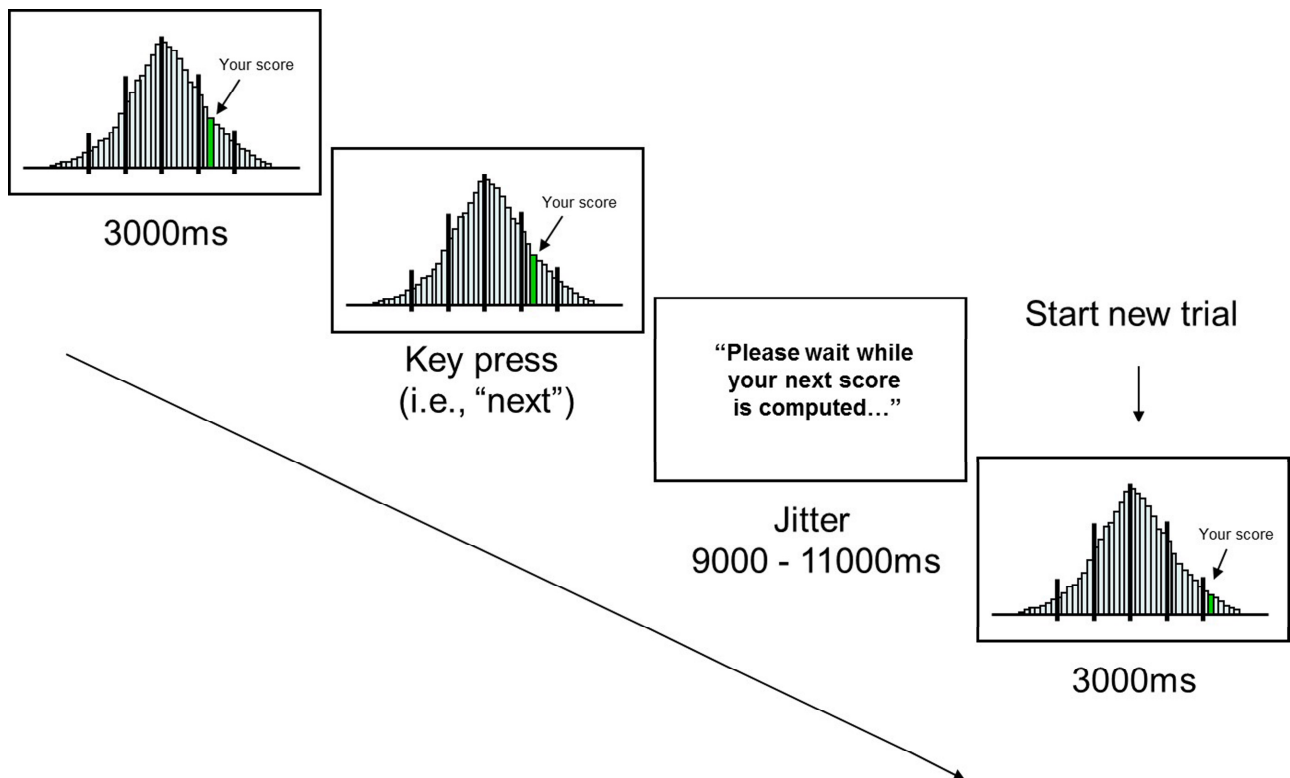 Your score
3000ms
Your score
Key press
(i.e., “next”)
“Please wait while
your next score
is computed…”
Jitter
9000 - 11000ms
Start new trial
Your score
3000ms